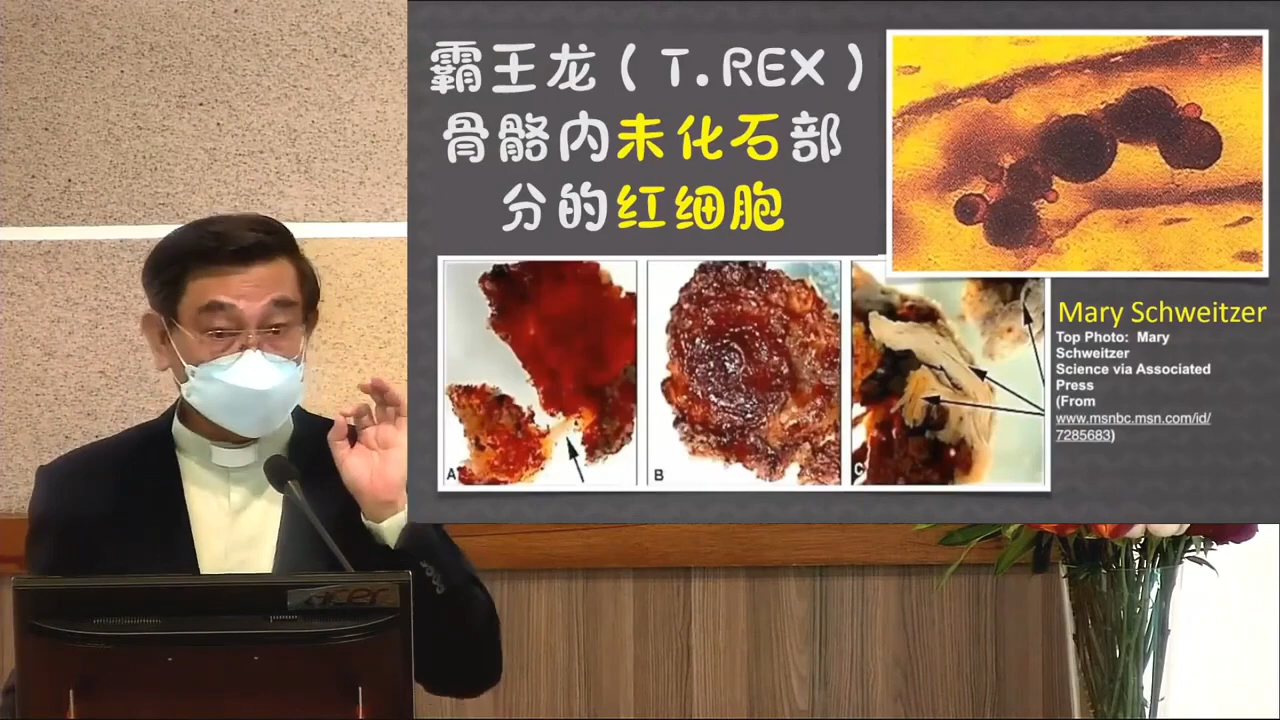 霸王龙（T.REX）
骨骼内未化石部
分的红细胞
A
B
C
Mary Schweitzer
Top Photo: Mary
Schweitzer
Science via Associated
Press
(From
www.msnbc.msn.com/id/
7285683)
acer